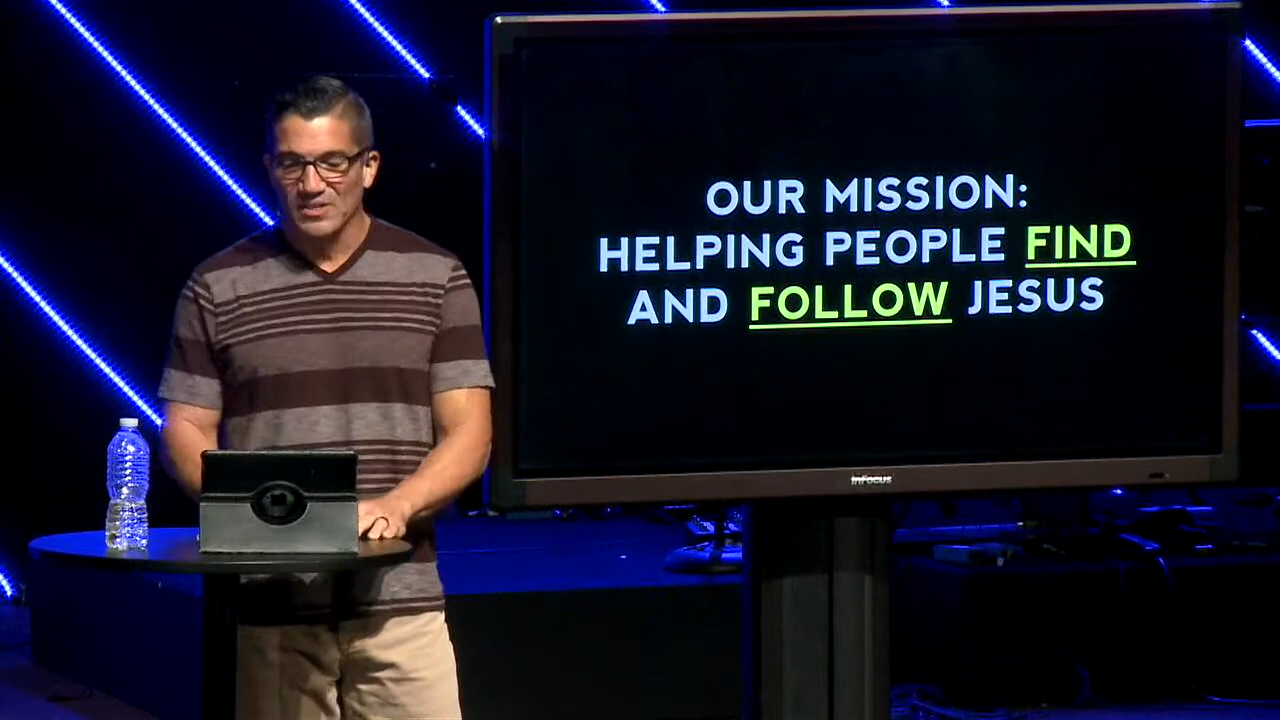 OUR MISSION:
HELPING PEOPLE FIND
AND FOLLOW JESUS
InFocus